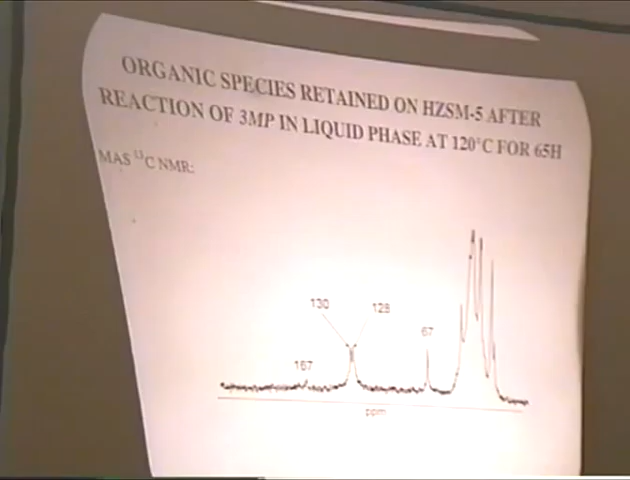 ORGANIC SPECIES RETAINED ON HZSM-5 AFTER
REACTION OF 3MP IN LIQUID PHASE AT 120°C FOR 65H
MAS ¹³C NMR:
130 128
67
167
ppm